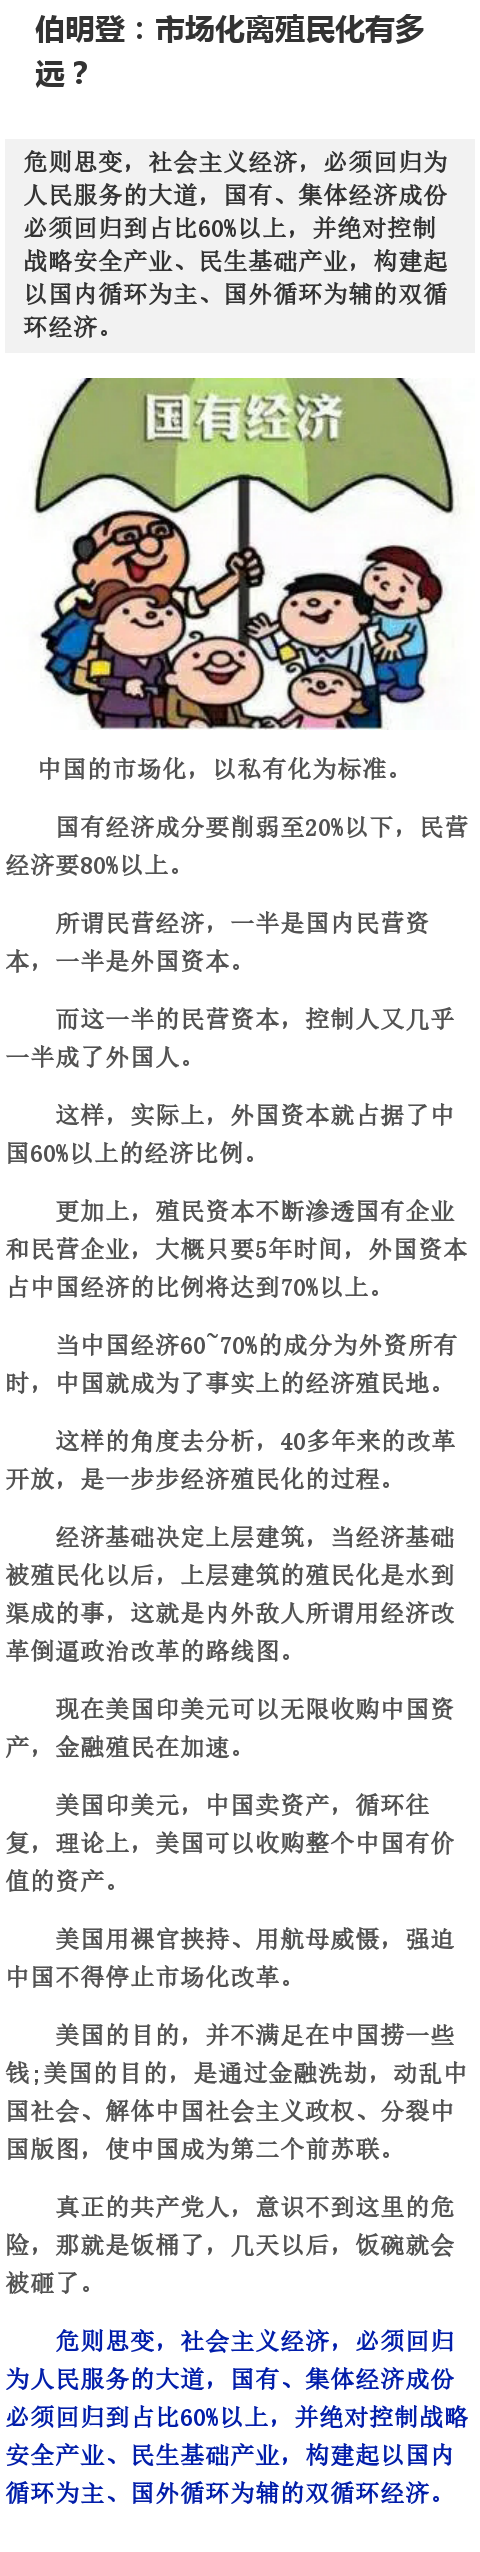 伯明登：市场化离殖民化有多
远？
危则思变，社会主义经济，必须回归为
人民服务的大道，国有、集体经济成份
必须回归到占比60%以上，并绝对控制
战略安全产业、民生基础产业，构建起
以国内循环为主、国外循环为辅的双循
环经济。
国有经济
中国的市场化，以私有化为标准。
国有经济成分要削弱至20%以下，民营
经济要80%以上。
所谓民营经济，一半是国内民营资
本，一半是外国资本。
而这一半的民营资本，控制人又几乎
一半成了外国人。
这样，实际上，外国资本就占据了中
国60%以上的经济比例。
更加上，殖民资本不断渗透国有企业
和民营企业，大概只要5年时间，外国资本
占中国经济的比例将达到70%以上。
当中国经济60~70%的成分为外资所有
时，中国就成为了事实上的经济殖民地。
这样的角度去分析，40多年来的改革
开放，是一步步经济殖民化的过程。
经济基础决定上层建筑，当经济基础
被殖民化以后，上层建筑的殖民化是水到
渠成的事，这就是内外敌人所谓用经济改
革倒逼政治改革的路线图。
现在美国印美元可以无限收购中国资
产，金融殖民在加速。
美国印美元，中国卖资产，循环往
复，理论上，美国可以收购整个中国有价
值的资产。
美国用裸官挟持、用航母威慑，强迫
中国不得停止市场化改革。
美国的目的，并不满足在中国捞一些
钱;美国的目的，是通过金融洗劫，动乱中
国社会、解体中国社会主义政权、分裂中
国版图，使中国成为第二个前苏联。
真正的共产党人，意识不到这里的危
险，那就是饭桶了，几天以后，饭碗就会
被砸了。
危则思变，社会主义经济，必须回归
为人民服务的大道，国有、集体经济成份
必须回归到占比60%以上，并绝对控制战略
安全产业、民生基础产业，构建起以国内
循环为主、国外循环为辅的双循环经济。